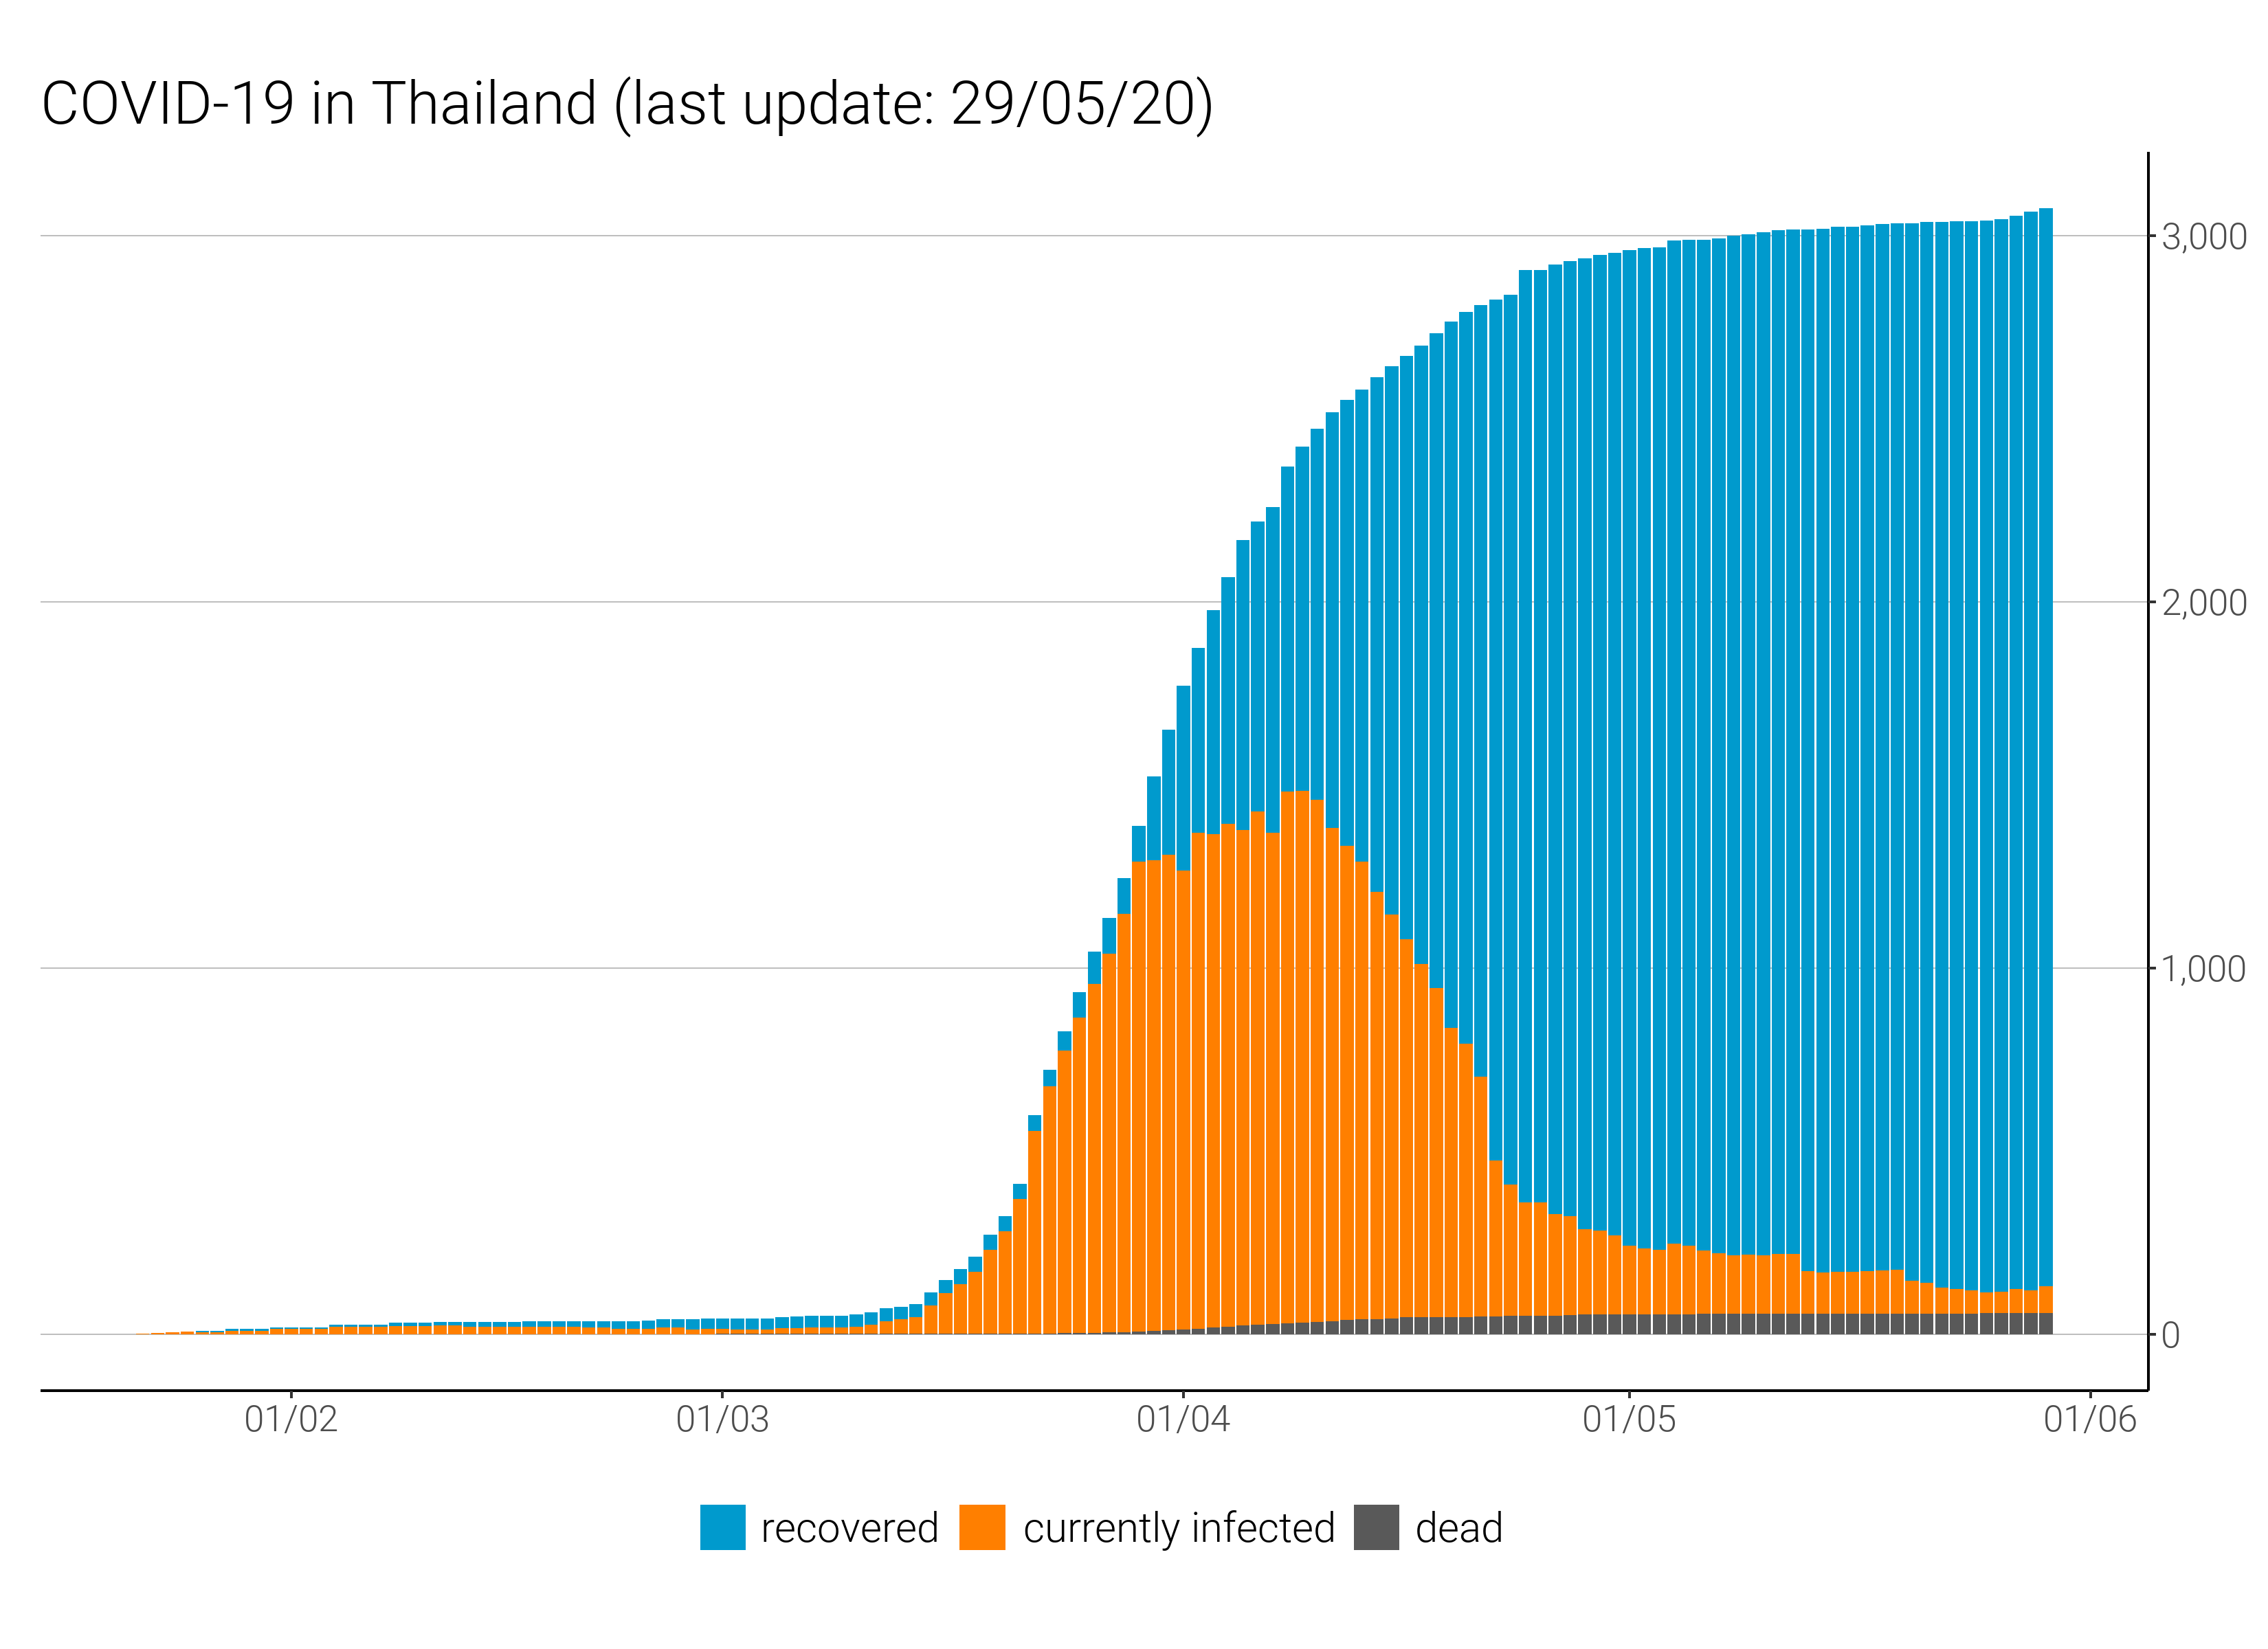 COVID-19 in Thailand (last update: 29/05/20)
3,000
2,000
1,000
0
01/02 01/03 01/04 01/05 01/06
recovered currently infected dead